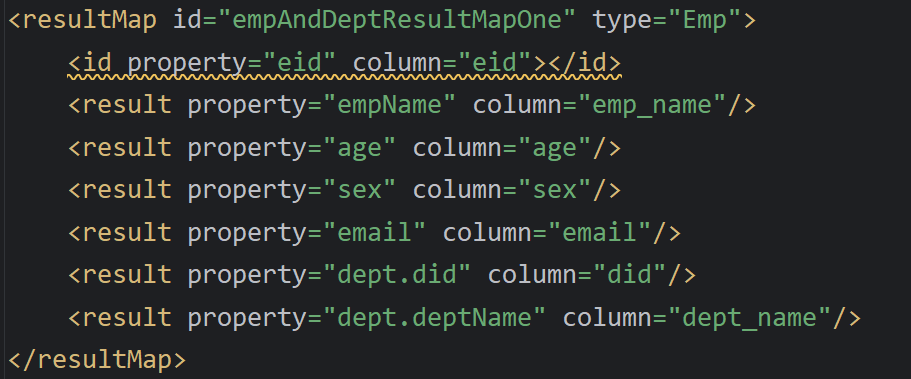 <resultMap id="empAndDeptResultMapOne" type="Emp">
    <id property="eid" column="eid"></id>
    <result property="empName" column="emp_name"/>
    <result property="age" column="age"/>
    <result property="sex" column="sex"/>
    <result property="email" column="email"/>
    <result property="dept.did" column="did"/>
    <result property="dept.deptName" column="dept_name"/>
</resultMap>